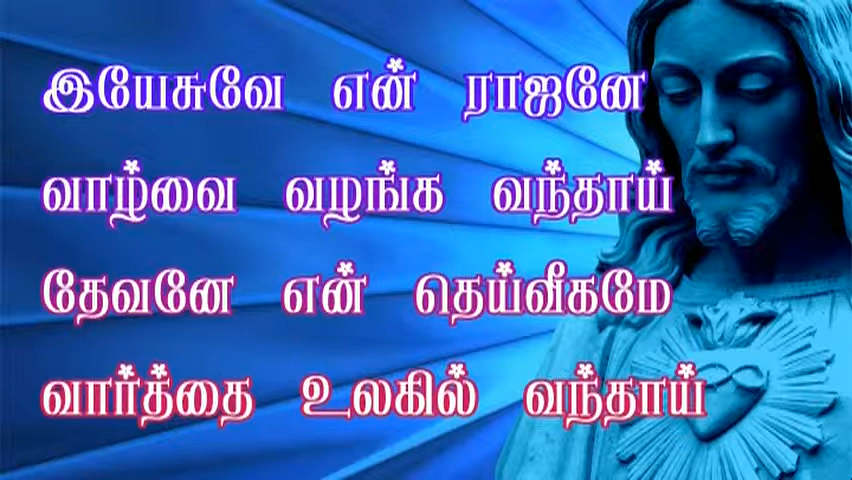 இயேசுவே என் ராஜனே
வாழ்வை வழங்க வந்தாய்
தேவனே என் தெய்வீகமே
வார்த்தை உலகில் வந்தாய்